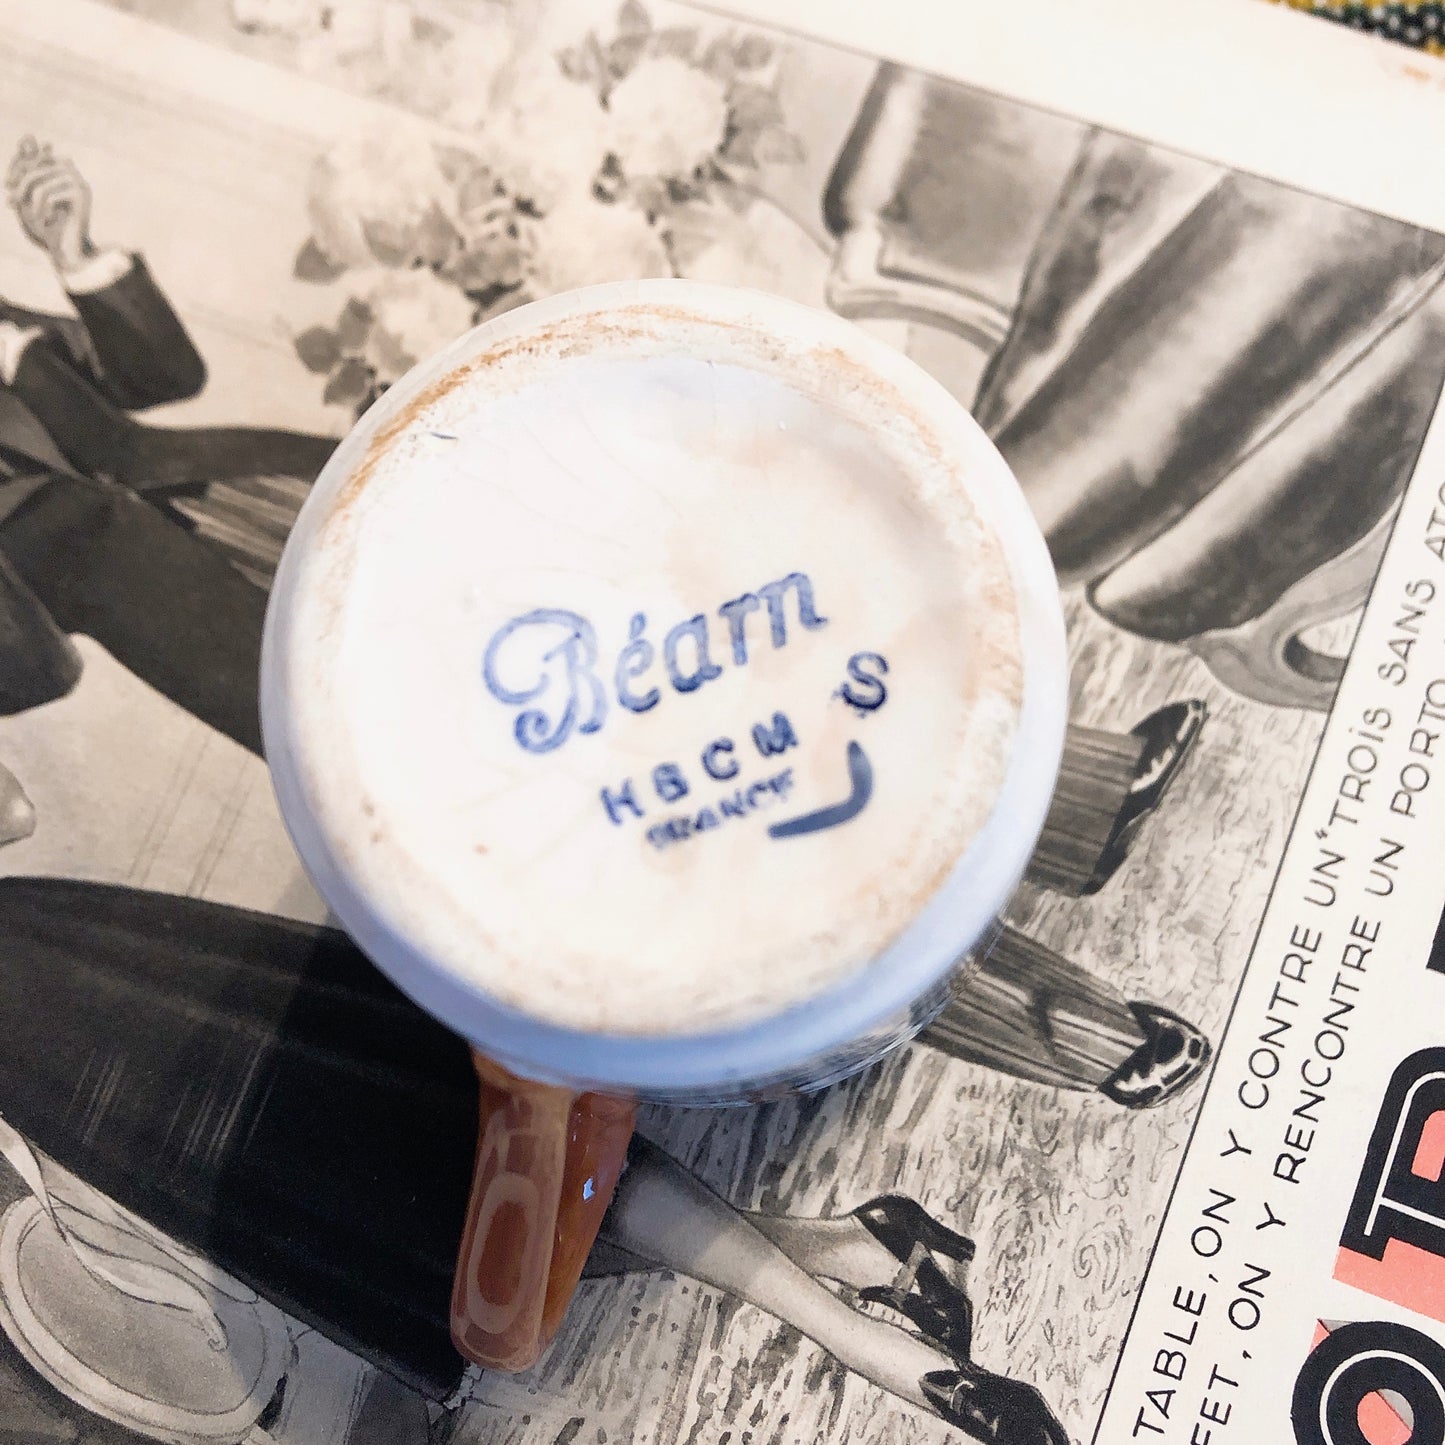 Béarn
S
HBCM
FRANCE
TABLE, ON Y CONTRE UN "TROIS SANS ATO
FET, ON Y RENCONTRE UN PORTO